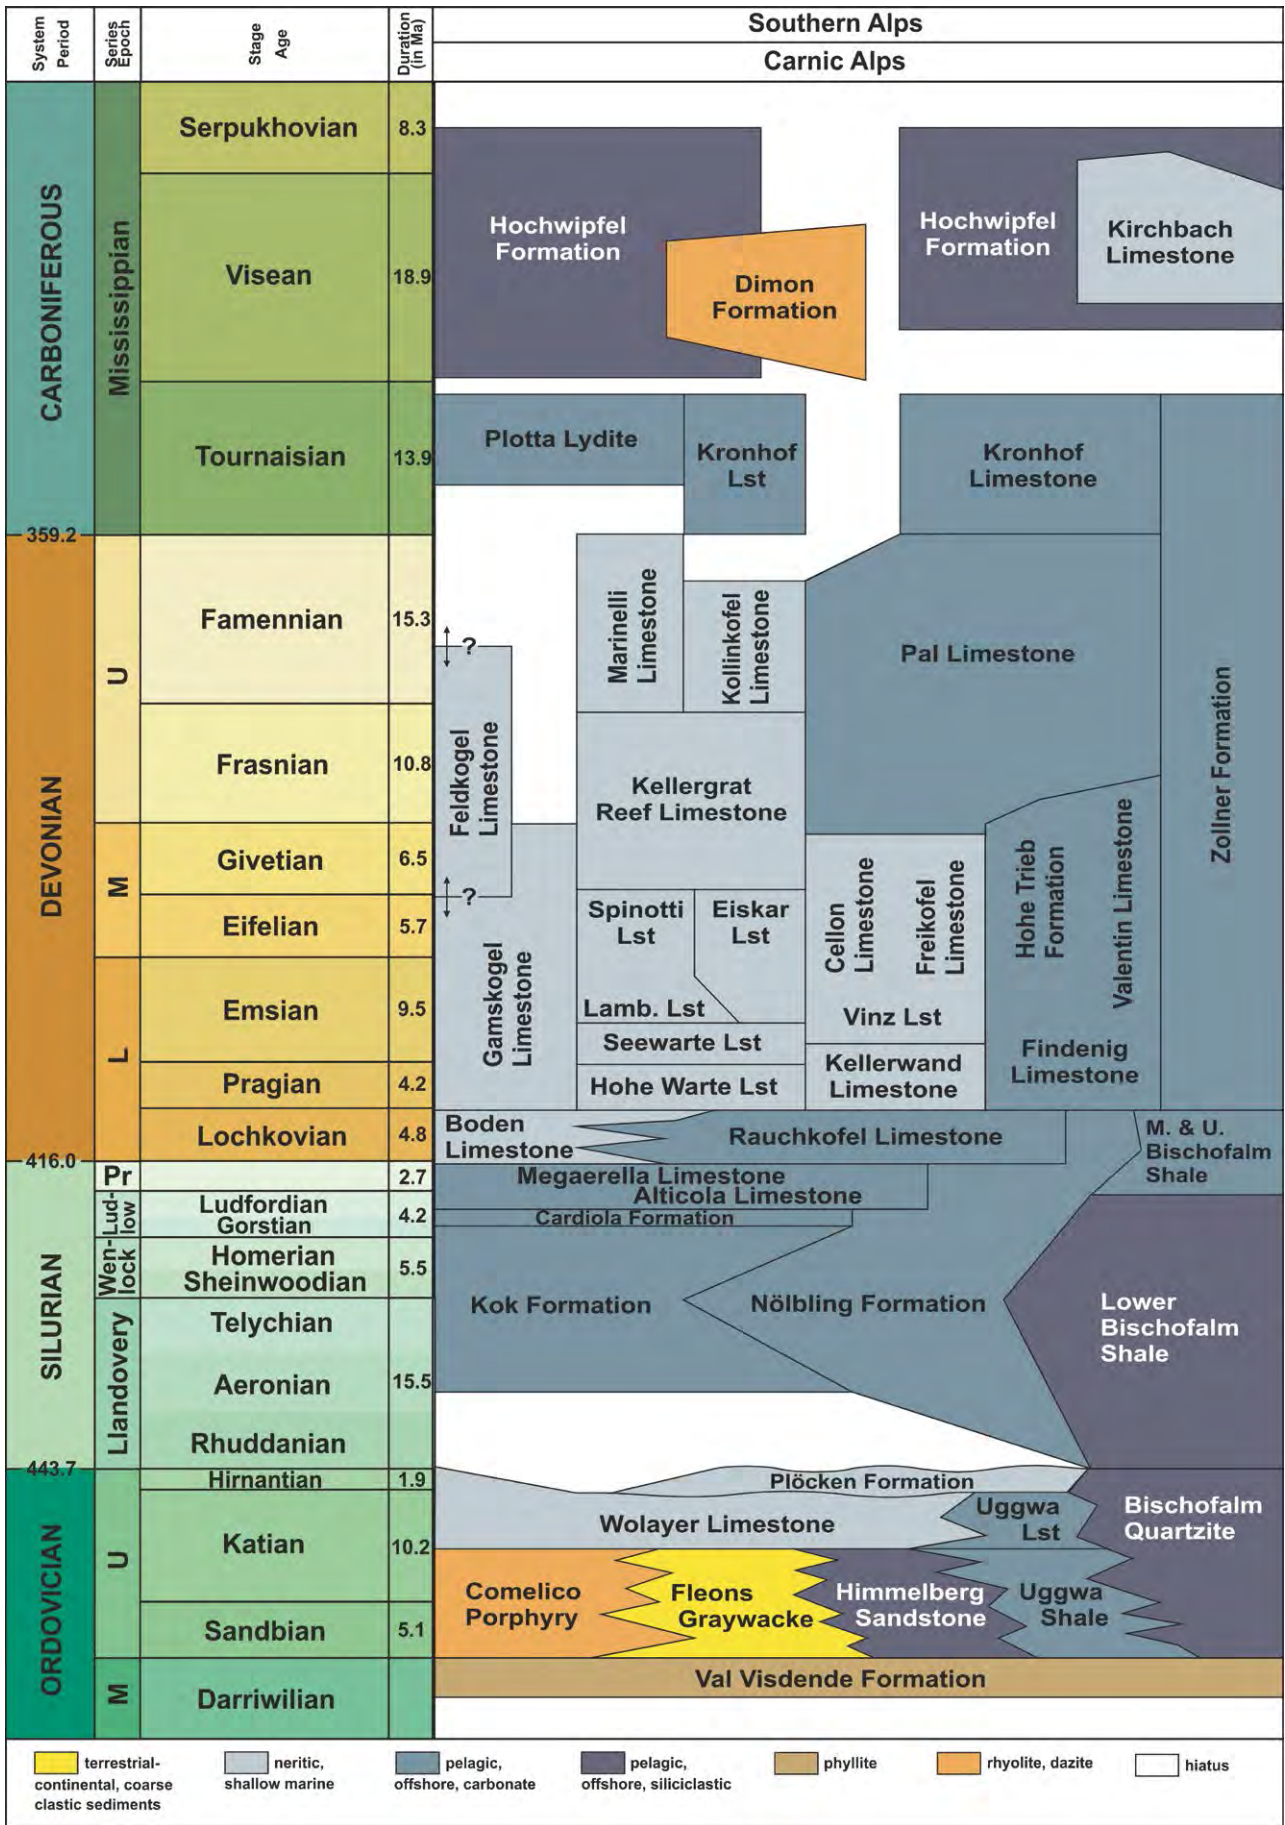 System
Period
Series
Epoch
Stage
Age
Duration
(in Ma)
Southern Alps
Carnic Alps
CARBONIFEROUS
DEVONIAN
SILURIAN
ORDOVICIAN
359.2
416.0
443.7
Mississippian
U
M
L
Pr
Lud-
low
Wen-
lock
Llandovery
U
M
Serpukhovian
8.3
Visean
18.9
Tournaisian
13.9
Famennian
15.3
Frasnian
10.8
Givetian
6.5
Eifelian
5.7
Emsian
9.5
Pragian
4.2
Lochkovian
4.8
2.7
Ludfordian
Gorstian
4.2
Homerian
Sheinwoodian
5.5
Telychian
Aeronian
15.5
Rhuddanian
Hirnantian
1.9
Katian
10.2
Sandbian
5.1
Darriwilian
Hochwipfel
Formation
Dimon
Formation
Hochwipfel
Formation
Kirchbach
Limestone
Plotta Lydite
Kronhof
Lst
Kronhof
Limestone
Marinelli
Limestone
Kollinkofel
Limestone
Pal Limestone
Zollner Formation
?
Feldkogel
Limestone
?
Kellergrat
Reef Limestone
Gamskogel
Limestone
Spinotti
Lst
Eiskar
Lst
Lamb. Lst
Seewarte Lst
Hohe Warte Lst
Cellon
Limestone
Freikofel
Limestone
Vinz Lst
Kellerwand
Limestone
Hohe Trieb
Formation
Valentin Limestone
Findenig
Limestone
Boden
Limestone
Rauchkofel Limestone
M. & U.
Bischofalm
Shale
Megaerella Limestone
Alticola Limestone
Cardiola Formation
Kok Formation
Nölbling Formation
Lower
Bischofalm
Shale
Plöcken Formation
Wolayer Limestone
Uggwa
Lst
Bischofalm
Quartzite
Comelico
Porphyry
Fleons
Graywacke
Himmelberg
Sandstone
Uggwa
Shale
Val Visdende Formation
terrestrial-
continental, coarse
clastic sediments
neritic,
shallow marine
pelagic,
offshore, carbonate
pelagic,
offshore, siliciclastic
phyllite
rhyolite, dazite
hiatus